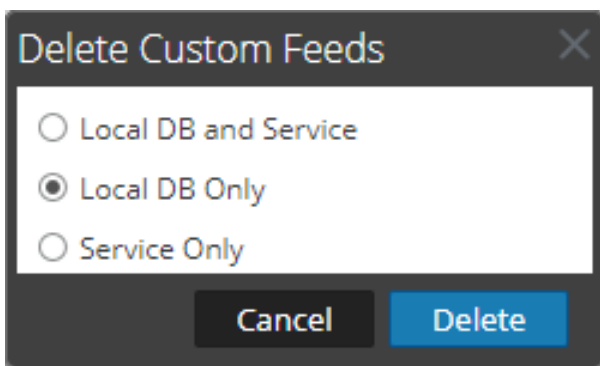 Delete Custom Feeds
Local DB and Service
Local DB Only
Service Only
Cancel Delete